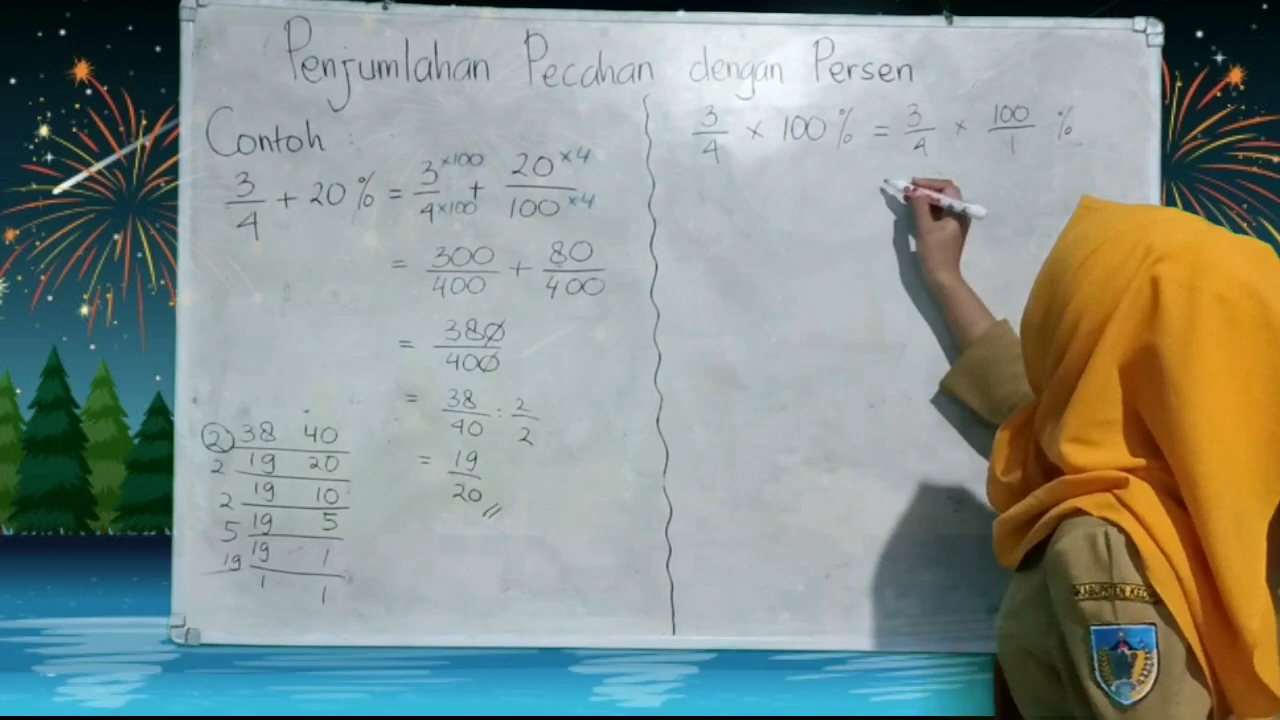 Penjumlahan Pecahan dengan Persen
Contoh :
3/4 + 20% = 3×100/4×100 + 20×4/100×4
= 300/400 + 80/400
= 380/400
= 38/40 : 2/2
= 19/20 //
2 38 40
2 19 20
2 19 10
5 19 5
19 19 1
1 1
3/4 × 100% = 3/4 × 100/1 %
KABUPATEN